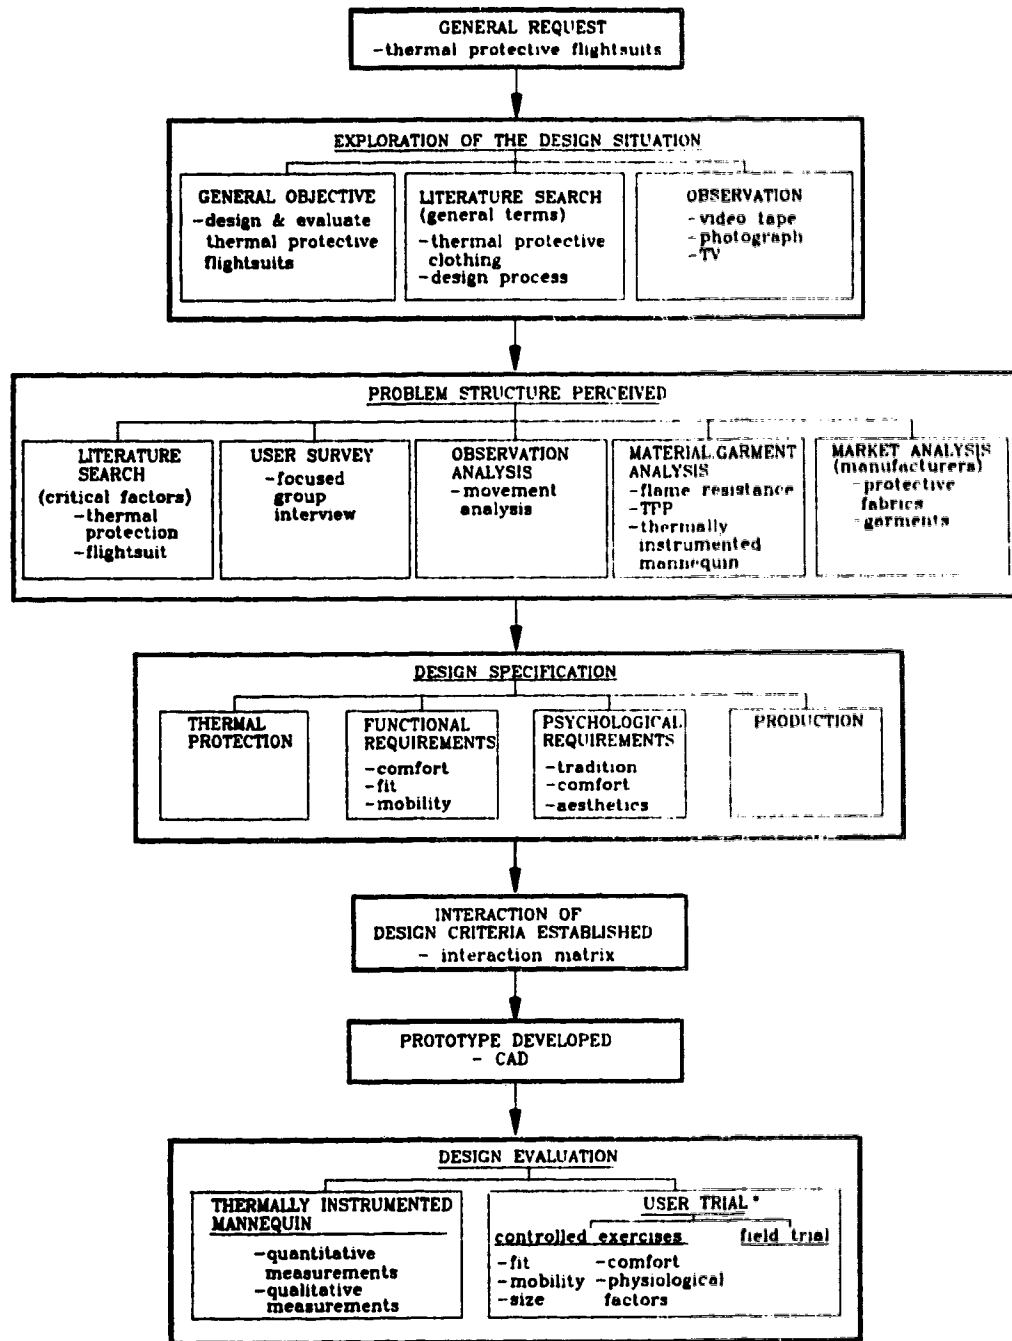 GENERAL REQUEST
-thermal protective flightsuits
EXPLORATION OF THE DESIGN SITUATION
GENERAL OBJECTIVE
-design & evaluate
thermal protective
flightsuits
LITERATURE SEARCH
(general terms)
-thermal protective
clothing
-design process
OBSERVATION
-video tape
-photograph
-TV
PROBLEM STRUCTURE PERCEIVED
LITERATURE
SEARCH
(critical factors)
-thermal
protection
-flightsuit
USER SURVEY
-focused
group
interview
OBSERVATION
ANALYSIS
-movement
analysis
MATERIAL/GARMENT
ANALYSIS
-flame resistance
-TPP
-thermally
instrumented
mannequin
MARKET ANALYSIS
(manufacturers)
-protective
fabrics
-garments
DESIGN SPECIFICATION
THERMAL
PROTECTION
FUNCTIONAL
REQUIREMENTS
-comfort
-fit
-mobility
PSYCHOLOGICAL
REQUIREMENTS
-tradition
-comfort
-aesthetics
PRODUCTION
INTERACTION OF
DESIGN CRITERIA ESTABLISHED
- interaction matrix
PROTOTYPE DEVELOPED
- CAD
DESIGN EVALUATION
THERMALLY INSTRUMENTED
MANNEQUIN
-quantitative
measurements
-qualitative
measurements
USER TRIAL *
controlled exercises
-fit
-mobility
-size
-comfort
-physiological
factors
field trial